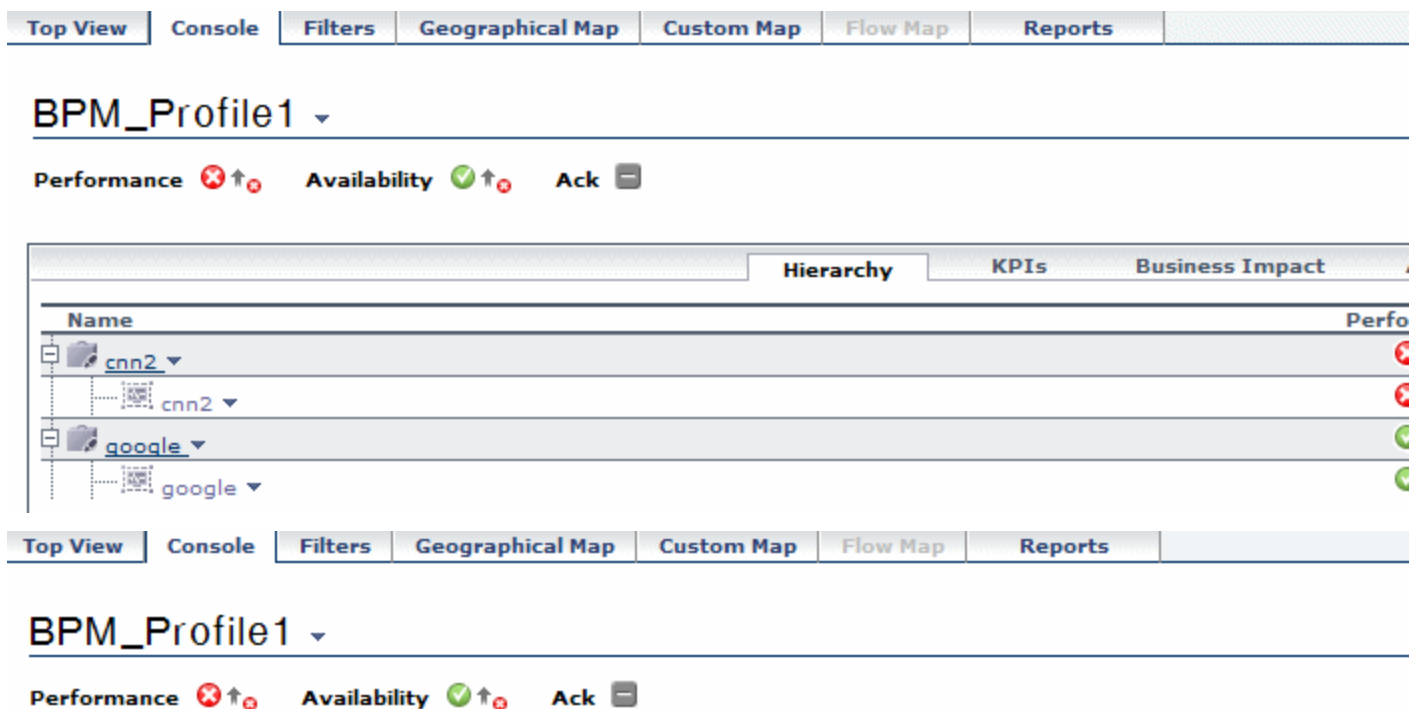 Top View Console Filters Geographical Map Custom Map Flow Map Reports
BPM_Profile1
Performance Availability Ack
Hierarchy KPIs Business Impact
Name Perfo
cnn2
cnn2
google
google
Top View Console Filters Geographical Map Custom Map Flow Map Reports
BPM_Profile1
Performance Availability Ack